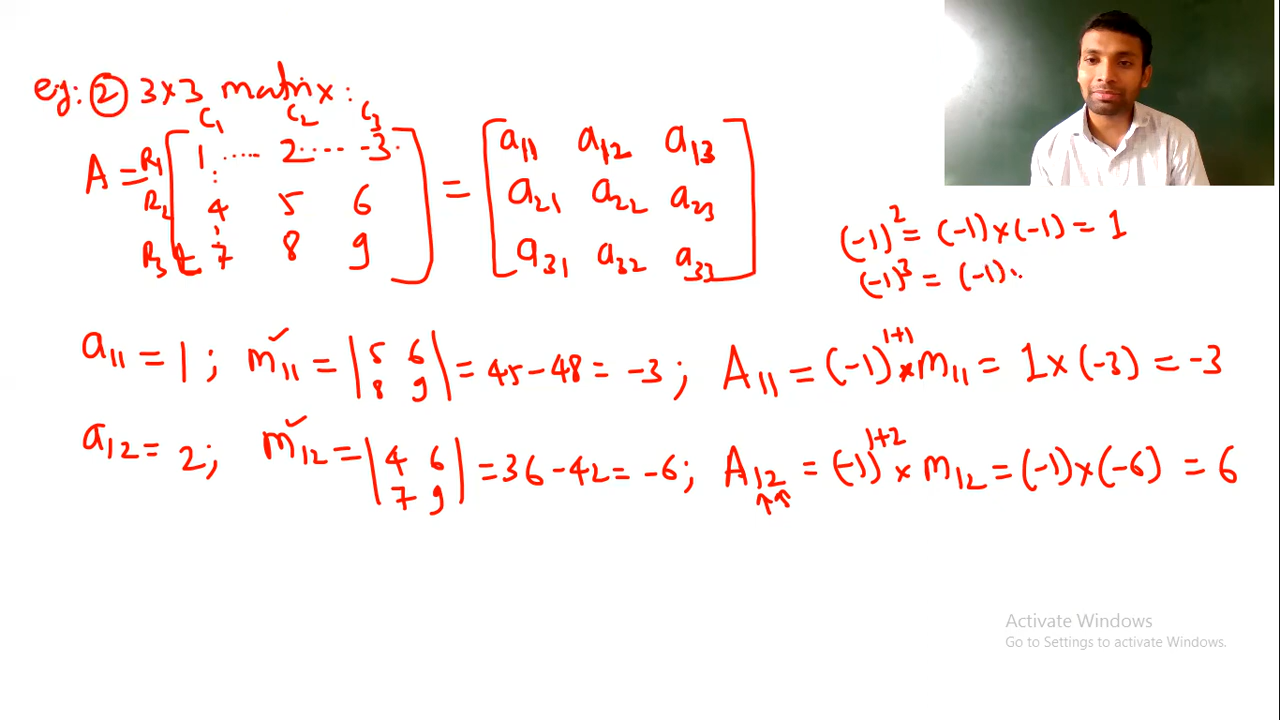 eg: ② 3×3 matrix:
C₁ C₂ C₃
A = R₁ [ 1 ..... 2 .... -3. ] = [ a₁₁ a₁₂ a₁₃ ]
R₂ [ 4 5 6 ] [ a₂₁ a₂₂ a₂₃ ]
R₃ [ 7 8 9 ] [ a₃₁ a₃₂ a₃₃ ]
(-1)² = (-1)×(-1) = 1
(-1)³ = (-1)
a₁₁ = 1 ; m₁₁✓ = |5 6; 8 9| = 45-48 = -3 ; A₁₁ = (-1)¹⁺¹ × m₁₁ = 1×(-3) = -3
a₁₂ = 2 ; m₁₂✓ = |4 6; 7 9| = 36-42 = -6 ; A₁₂ = (-1)¹⁺² × m₁₂ = (-1)×(-6) = 6
↑↑
Activate Windows
Go to Settings to activate Windows.